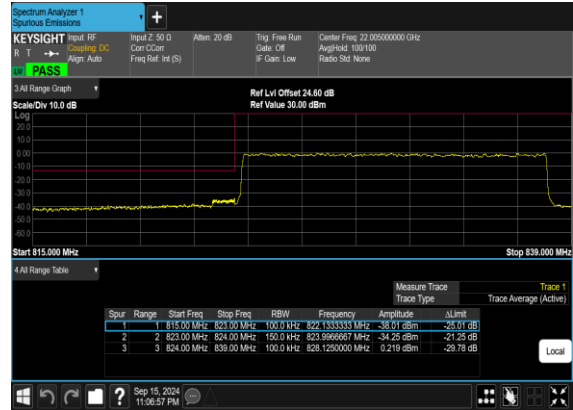 Spectrum Analyzer 1
Spurious Emissions
KEYSIGHT Input: RF Input Z: 50 Ω Atten: 20 dB Trig: Free Run Center Freq: 22.005000000 GHz
R T Coupling: DC Corr CCorr Gate: Off Avg|Hold: 100/100
Align: Auto Freq Ref: Int (S) IF Gain: Low Radio Std: None
PASS
3 All Range Graph
Ref Lvl Offset 24.60 dB
Scale/Div 10.0 dB Ref Value 30.00 dBm
Log
20.0
10.0
0.00
-10.0
-20.0
-30.0
-40.0
-50.0
-60.0
Start 815.000 MHz Stop 839.000 MHz
4 All Range Table
Measure Trace Trace 1
Trace Type Trace Average (Active)
Spur Range Start Freq Stop Freq RBW Frequency Amplitude ΔLimit
1 1 815.00 MHz 823.00 MHz 100.0 kHz 822.1333333 MHz -38.01 dBm -25.01 dB
2 2 823.00 MHz 824.00 MHz 150.0 kHz 823.9966667 MHz -34.25 dBm -21.25 dB
3 3 824.00 MHz 839.00 MHz 100.0 kHz 828.1250000 MHz 0.219 dBm -29.78 dB
Local
Sep 15, 2024
11:06:57 PM